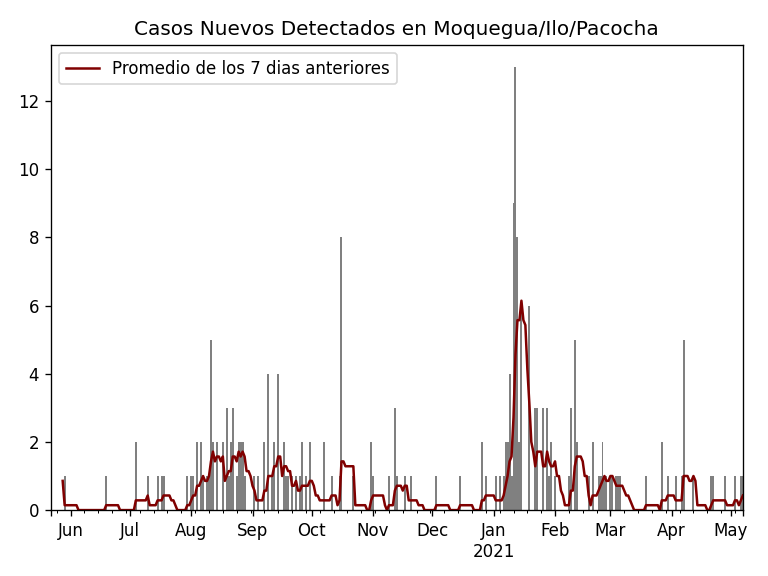 Casos Nuevos Detectados en Moquegua/Ilo/Pacocha
Promedio de los 7 dias anteriores
12
10
8
6
4
2
0
Jun Jul Aug Sep Oct Nov Dec Jan Feb Mar Apr May
2021